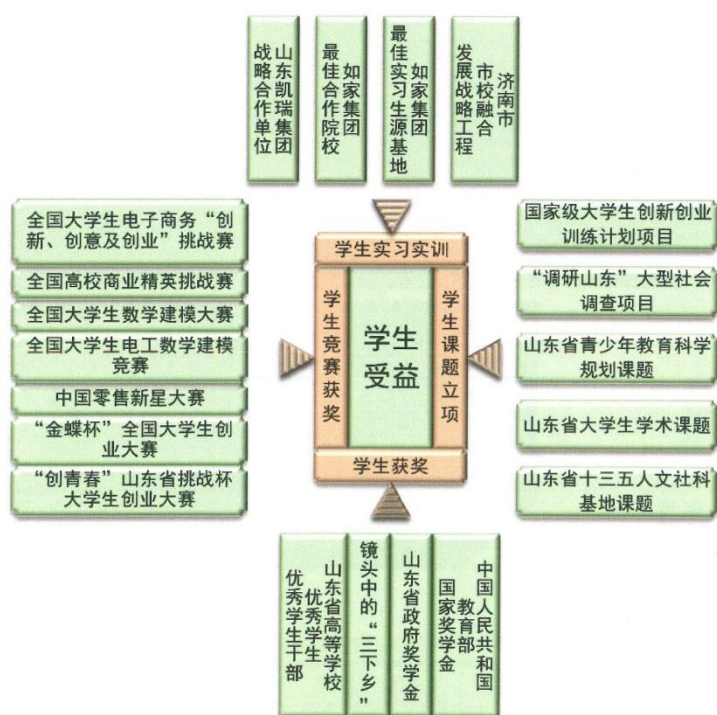 山东凯瑞集团
战略合作单位
如家集团
最佳合作院校
如家集团
最佳实习生源基地
济南市
市校融合
发展战略工程
全国大学生电子商务“创
新、创意及创业”挑战赛
全国高校商业精英挑战赛
全国大学生数学建模大赛
全国大学生电工数学建模
竞赛
中国零售新星大赛
“金蝶杯”全国大学生创
业大赛
“创青春”山东省挑战杯
大学生创业大赛
学生实习实训
学生竞赛获奖
学生
受益
学生课题立项
学生获奖
国家级大学生创新创业
训练计划项目
“调研山东”大型社会
调查项目
山东省青少年教育科学
规划课题
山东省大学生学术课题
山东省十三五人文社科
基地课题
山东省高等学校
优秀学生
优秀学生干部
镜头中的“三下乡”
山东省政府奖学金
中国人民共和国
教育部
国家奖学金